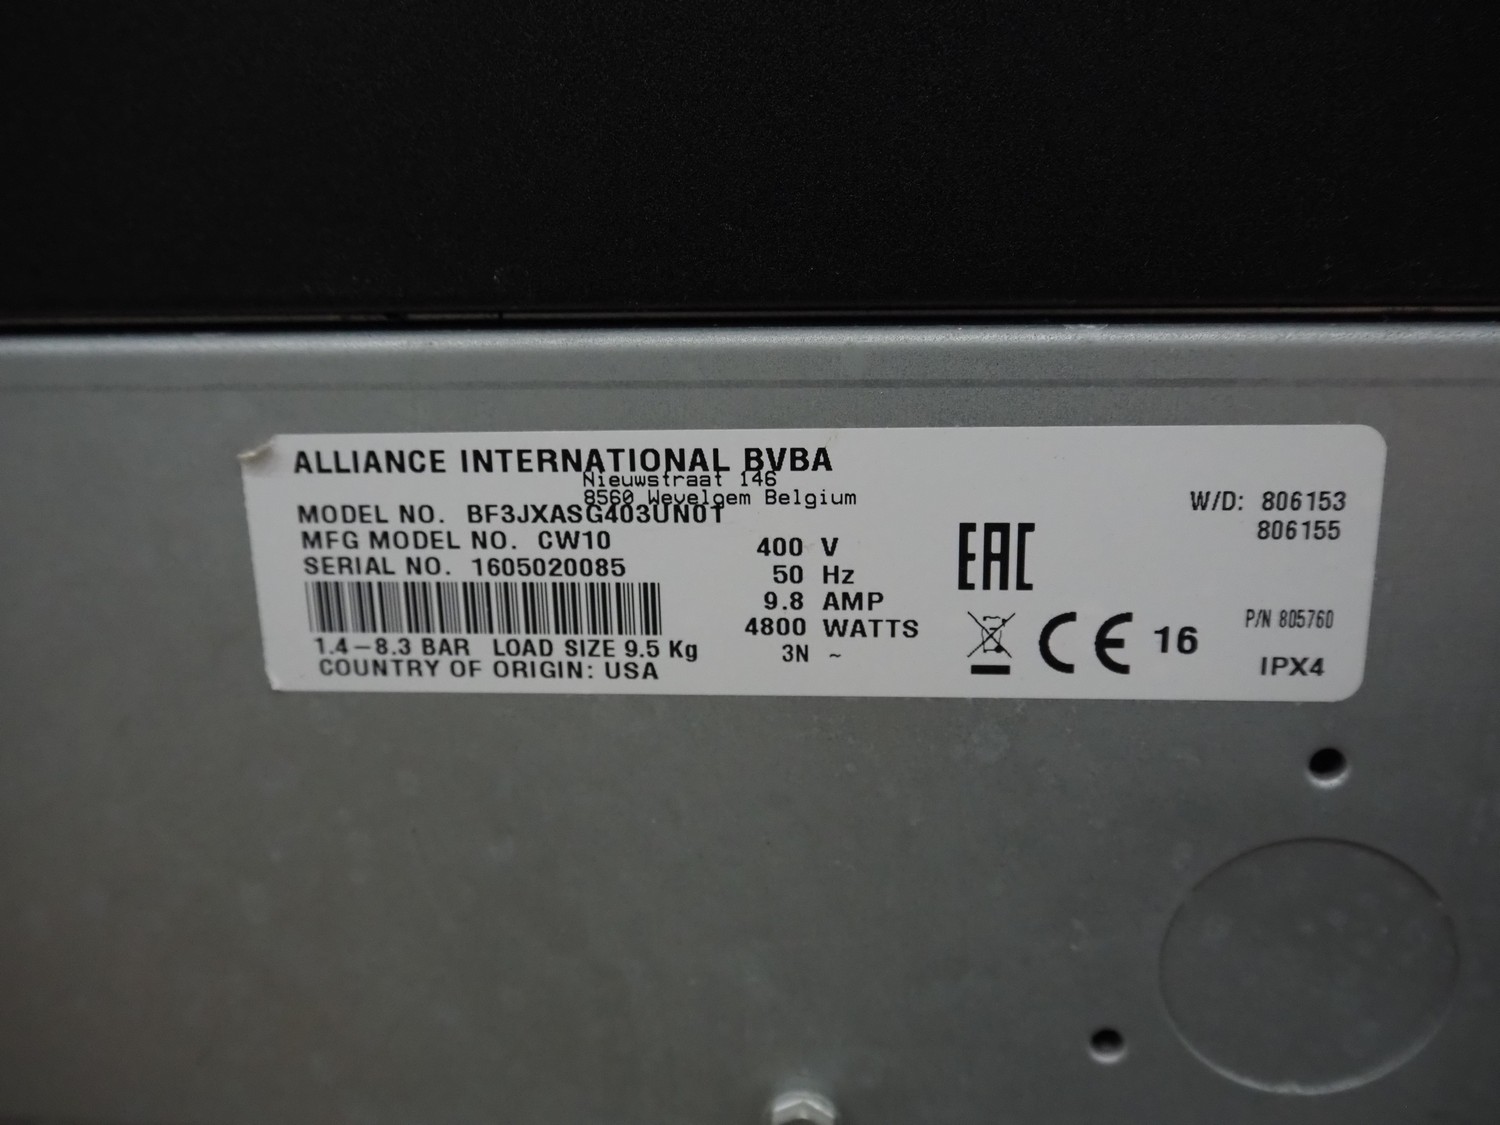 ALLIANCE INTERNATIONAL BVBA
Nieuwstraat 146
8560 Wevelgem Belgium
MODEL NO. BF3JXASG403UN01
MFG MODEL NO. CW10
SERIAL NO. 1605020085
1.4–8.3 BAR LOAD SIZE 9.5 Kg
COUNTRY OF ORIGIN: USA
400 V
50 Hz
9.8 AMP
4800 WATTS
3N ~
EAC
CE 16
W/D: 806153
806155
P/N 805760
IPX4